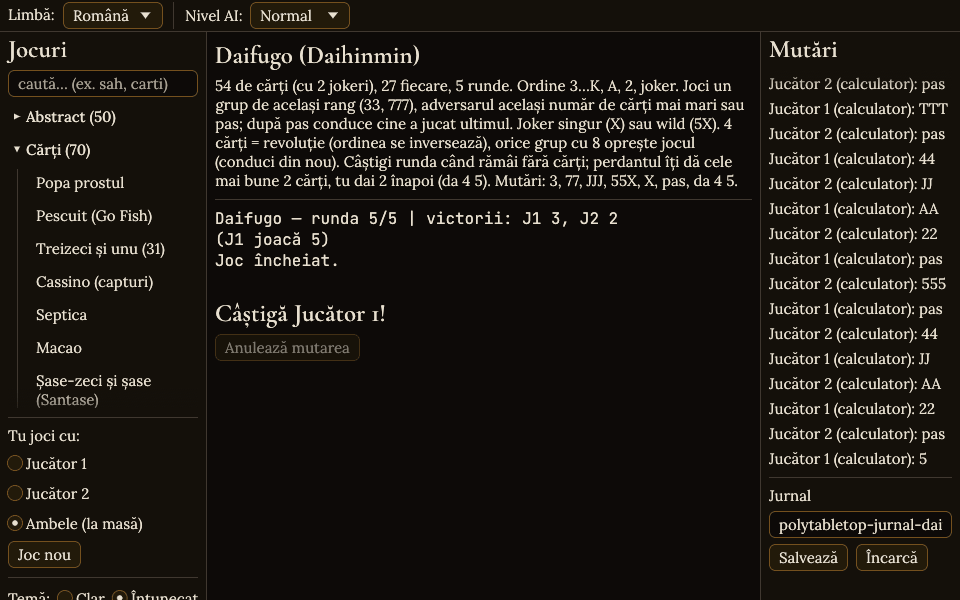 Limbă: Română ▼ Nivel AI: Normal ▼
Jocuri
caută... (ex. sah, carti)
▸ Abstract (50)
▾ Cărți (70)
Popa prostul
Pescuit (Go Fish)
Treizeci și unu (31)
Cassino (capturi)
Septica
Macao
Șase-zeci și șase
(Santase)
Tu joci cu:
Jucător 1
Jucător 2
Ambele (la masă)
Joc nou
Temă: Clar Întunecat
Daifugo (Daihinmin)
54 de cărți (cu 2 jokeri), 27 fiecare, 5 runde. Ordine 3...K, A, 2, joker. Joci un
grup de același rang (33, 777), adversarul același număr de cărți mai mari sau
pas; după pas conduce cine a jucat ultimul. Joker singur (X) sau wild (5X). 4
cărți = revoluție (ordinea se inversează), orice grup cu 8 oprește jocul
(conduci din nou). Câștigi runda când rămâi fără cărți; perdantul îți dă cele
mai bune 2 cărți, tu dai 2 înapoi (da 4 5). Mutări: 3, 77, JJJ, 55X, X, pas, da 4 5.
Daifugo — runda 5/5 | victorii: J1 3, J2 2
(J1 joacă 5)
Joc încheiat.
Câștigă Jucător 1!
Anulează mutarea
Mutări
Jucător 2 (calculator): pas
Jucător 1 (calculator): TTT
Jucător 2 (calculator): pas
Jucător 1 (calculator): 44
Jucător 2 (calculator): JJ
Jucător 1 (calculator): AA
Jucător 2 (calculator): 22
Jucător 1 (calculator): pas
Jucător 2 (calculator): 555
Jucător 1 (calculator): pas
Jucător 2 (calculator): 44
Jucător 1 (calculator): JJ
Jucător 2 (calculator): AA
Jucător 1 (calculator): 22
Jucător 2 (calculator): pas
Jucător 1 (calculator): 5
Jurnal
polytabletop-jurnal-dai
Salvează Încarcă